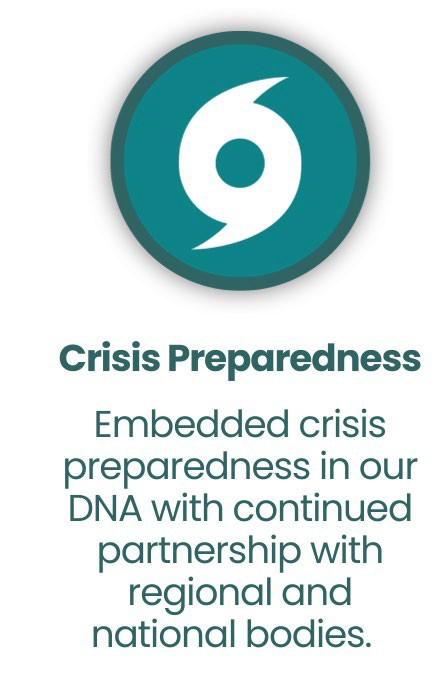 Crisis Preparedness
Embedded crisis
preparedness in our
DNA with continued
partnership with
regional and
national bodies.